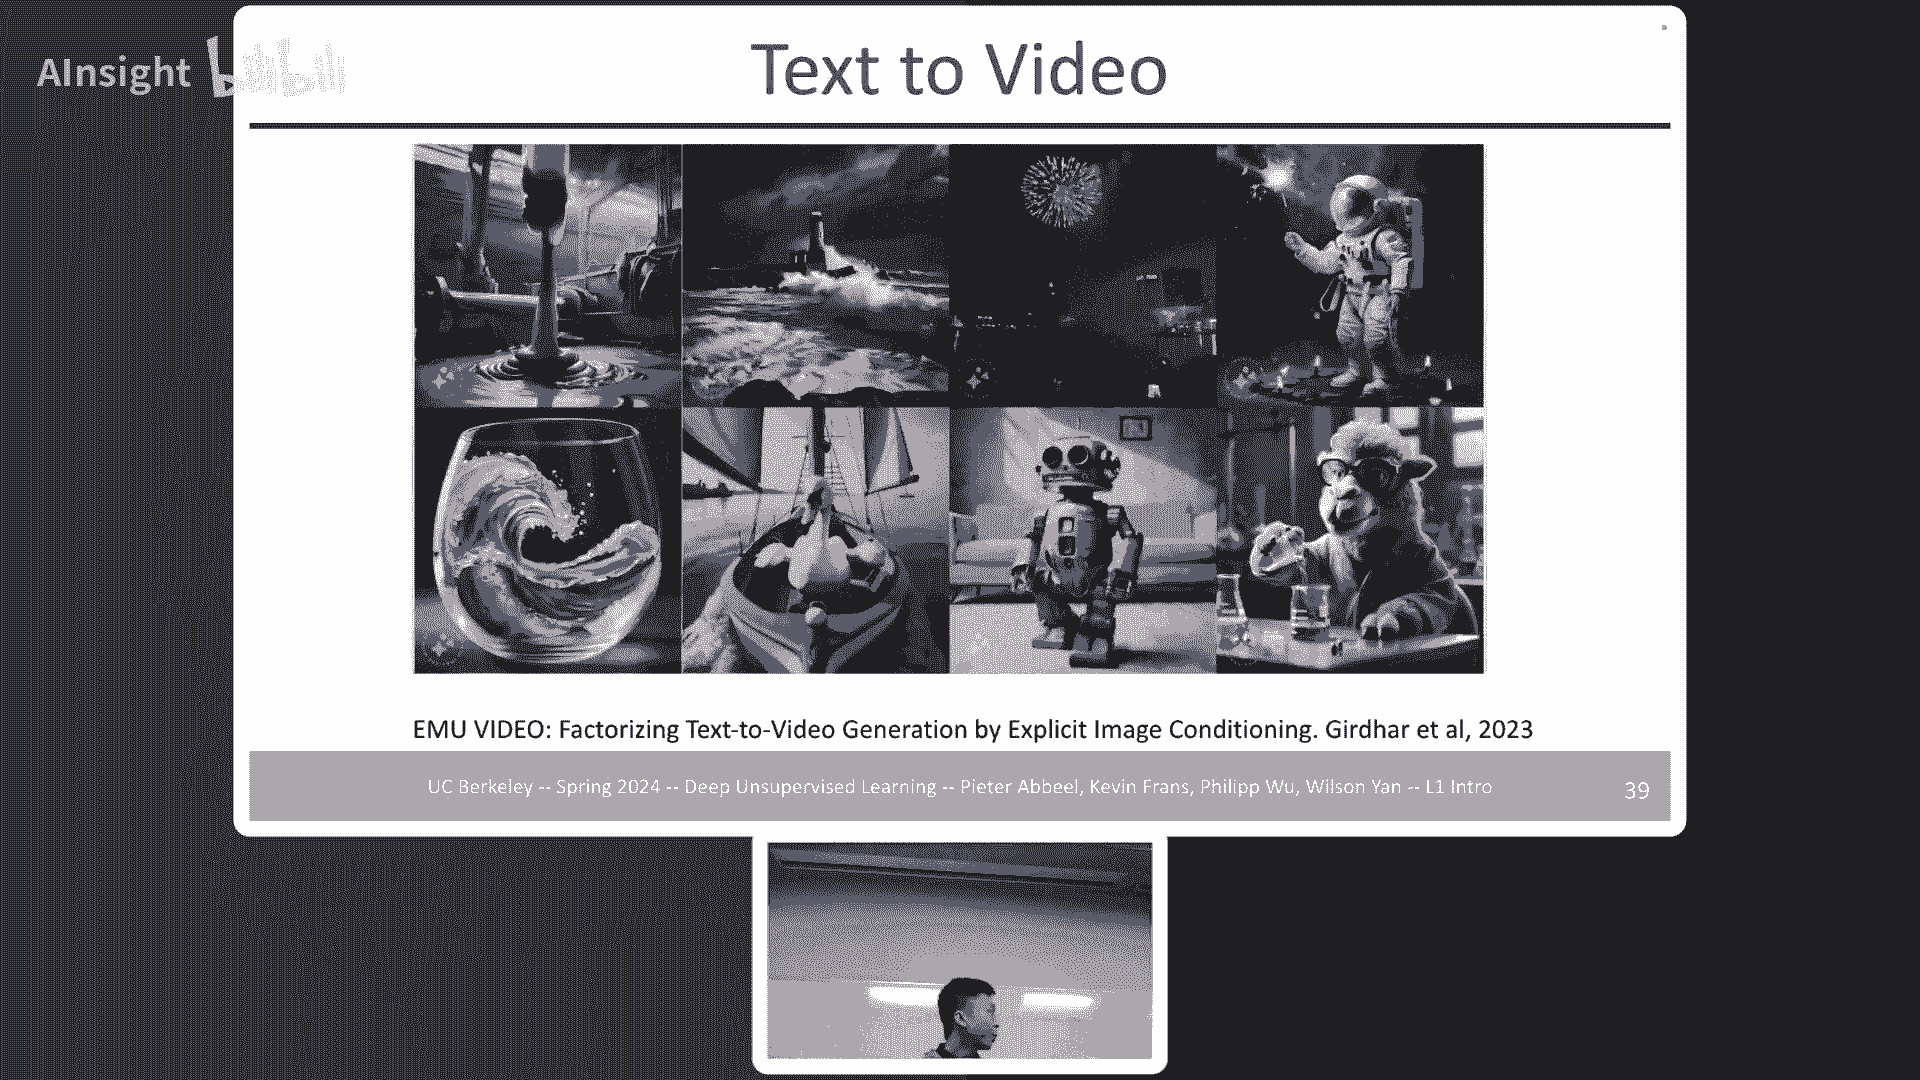 AInsight bilibili
Text to Video
EMU VIDEO: Factorizing Text-to-Video Generation by Explicit Image Conditioning. Girdhar et al, 2023
UC Berkeley -- Spring 2024 -- Deep Unsupervised Learning -- Pieter Abbeel, Kevin Frans, Philipp Wu, Wilson Yan -- L1 Intro
39